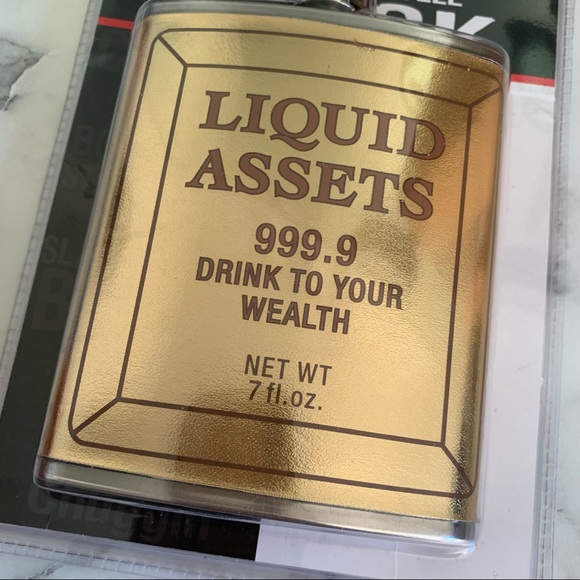 LIQUID
ASSETS
999.9
DRINK TO YOUR
WEALTH
NET WT
7 fl.oz.